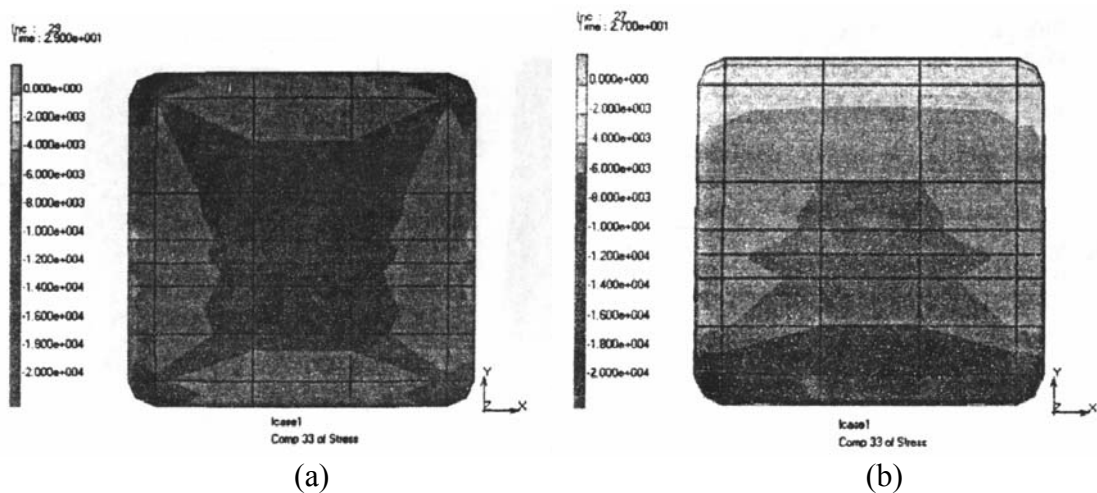 Inc : 29
Time : 2.900e+001
0.000e+000
-2.000e+003
-4.000e+003
-6.000e+003
-8.000e+003
-1.000e+004
-1.200e+004
-1.400e+004
-1.600e+004
-1.900e+004
-2.000e+004
Y
Z X
lcase1
Comp 33 of Stress
(a)
Inc : 27
Time : 2.700e+001
0.000e+000
-2.000e+003
-4.000e+003
-6.000e+003
-8.000e+003
-1.000e+004
-1.200e+004
-1.400e+004
-1.600e+004
-1.800e+004
-2.000e+004
Y
Z X
lcase1
Comp 33 of Stress
(b)